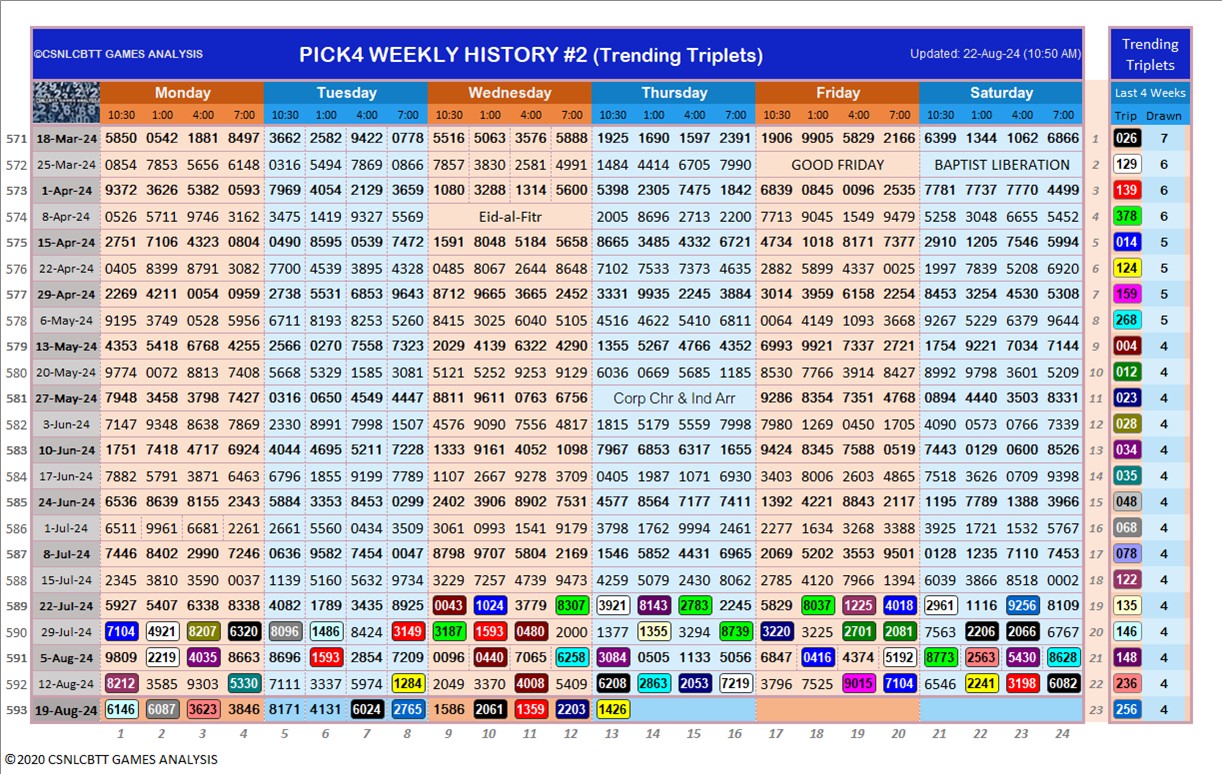 ©CSNLCBTT GAMES ANALYSIS PICK4 WEEKLY HISTORY #2 (Trending Triplets) Updated: 22-Aug-24 (10:50 AM) Trending Triplets
Monday Tuesday Wednesday Thursday Friday Saturday Last 4 Weeks
10:30 1:00 4:00 7:00 10:30 1:00 4:00 7:00 10:30 1:00 4:00 7:00 10:30 1:00 4:00 7:00 10:30 1:00 4:00 7:00 10:30 1:00 4:00 7:00 Trip Drawn
571 18-Mar-24 5850 0542 1881 8497 3662 2582 9422 0777 5516 5063 3576 5888 1925 1690 1597 2391 1906 9905 5829 2166 6399 1344 1062 6866 1 026 7
572 25-Mar-24 0854 7853 5656 6148 0316 5494 7869 0866 7857 3830 2581 4991 1484 4414 6705 7990 GOOD FRIDAY BAPTIST LIBERATION 2 129 6
573 1-Apr-24 9372 3626 5382 0593 7969 4054 2129 3659 1080 3288 1314 5600 5398 2305 7475 1842 6839 0845 0096 2535 7781 7737 7770 4499 3 139 6
574 8-Apr-24 0526 5711 9746 3162 3475 1419 9327 5569 Eid-al-Fitr 2005 8696 2713 2200 7713 9045 1549 9479 5258 3048 6655 5452 4 378 6
575 15-Apr-24 2751 7106 4323 0804 0490 8595 0539 7472 1591 8048 5184 5658 8665 3485 4332 6721 4734 1018 8171 7377 2910 1205 7546 5994 5 014 5
576 22-Apr-24 0405 8399 8791 3082 7700 4539 3895 4328 0485 8067 2644 8648 7102 7533 7373 4635 2882 5899 4337 0025 1997 7839 5208 6920 6 124 5
577 29-Apr-24 2269 4211 0054 0959 2738 5531 6853 9643 8712 9665 3665 2452 3331 9935 2245 3884 3014 3959 6158 2254 8453 3254 4530 5308 7 159 5
578 6-May-24 9195 3749 0528 5956 6711 8193 8253 5260 8415 3025 6040 5105 4516 4622 5410 6811 0064 4149 1093 3668 9267 5229 6379 9644 8 268 5
579 13-May-24 4353 5418 6768 4255 2566 0270 7558 7323 9029 4139 6322 4290 1355 5267 4766 4352 6993 9921 7337 2721 1754 9221 7034 7144 9 004 4
580 20-May-24 9774 0072 8813 7408 5668 5329 1585 3081 5121 5252 9253 9129 6036 0669 5685 1185 8530 7766 3914 8427 8992 9798 3601 5209 10 012 4
581 27-May-24 7948 3458 3798 7427 0316 0650 4549 4447 8811 9611 0763 6756 Corp Chr & Ind Arr 9286 8354 7351 4768 0894 4440 3503 8331 11 023 4
582 3-Jun-24 7147 9348 8638 7869 2330 8991 7998 1507 4576 9090 7556 4817 1815 5179 5559 7998 7980 1269 0450 1705 4090 0573 0766 7339 12 028 4
583 10-Jun-24 1751 7418 4717 6924 4044 4695 5211 7228 1333 9161 4052 1098 7967 6853 6317 1655 9424 8345 7588 0519 7443 0129 0600 8526 13 034 4
584 17-Jun-24 7882 5791 3871 6463 6796 1855 9199 7781 1107 2667 9278 3709 0405 1987 1071 6930 3403 8006 2603 4865 7518 3626 0709 9398 14 035 4
585 24-Jun-24 6536 8639 8155 2343 5884 3353 8453 0299 2402 3906 8902 7531 4577 8564 7177 7411 1392 4221 8843 2117 1195 7789 1388 3966 15 048 4
586 1-Jul-24 6511 9961 6681 2261 2661 5560 0434 3509 3061 0993 1541 9179 3798 1762 9994 2461 2277 1634 3268 3388 3925 1721 1532 5767 16 068 4
587 8-Jul-24 7446 8402 2990 7246 0636 9582 7454 0047 8798 9707 5804 2169 1546 5852 4431 6965 2069 5202 3553 9501 0128 1235 7110 7453 17 078 4
588 15-Jul-24 2345 3810 3590 0037 1139 5160 5632 9734 3229 7257 4739 9473 4259 5079 2430 8062 2785 4120 7966 1394 6039 3866 8518 0002 18 122 4
589 22-Jul-24 5927 5407 6338 8338 4082 1789 3435 8925 0043 1024 3779 8307 3921 8143 2783 2245 5829 8037 1225 4018 2961 1116 9256 8109 19 135 4
590 29-Jul-24 7104 4921 8207 6320 8096 1486 8424 3149 3187 1593 0480 2000 1377 1355 3294 8739 3220 3225 2701 2081 7563 2206 2066 6767 20 146 4
591 5-Aug-24 9809 2219 4035 8663 8696 1593 2854 7209 0096 0440 7065 6258 3084 0505 1133 5056 6847 0416 4374 5192 8773 2563 5430 8628 21 148 4
592 12-Aug-24 8212 3585 9303 5330 7111 3337 5974 1284 2049 3370 4008 5409 6208 2863 2053 7219 3796 7525 9015 7104 6546 2241 3198 6082 22 236 4
593 19-Aug-24 6146 6087 3623 3846 8171 4131 6024 2765 1586 2061 1359 2203 1426 23 256 4
1 2 3 4 5 6 7 8 9 10 11 12 13 14 15 16 17 18 19 20 21 22 23 24
©2020 CSNLCBTT GAMES ANALYSIS